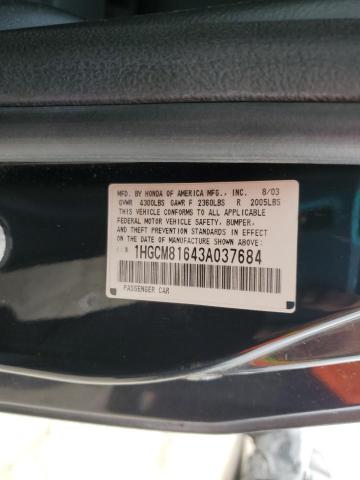 MFD. BY HONDA OF AMERICA MFG., INC. 8/03
GVWR 4300LBS GAWR F 2360LBS R 2005LBS
THIS VEHICLE CONFORMS TO ALL APPLICABLE
FEDERAL MOTOR VEHICLE SAFETY, BUMPER,
AND THEFT PREVENTION STANDARDS IN EFFECT
ON THE DATE OF MANUFACTURE SHOWN ABOVE:
1HGCM81643A037684
PASSENGER CAR